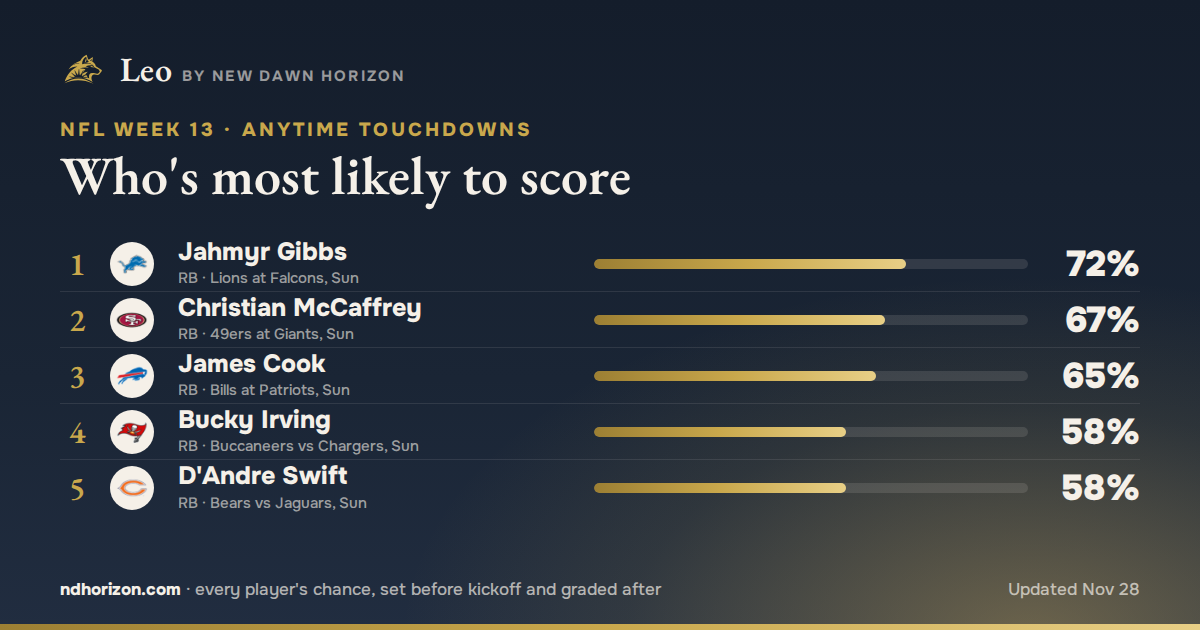 Leo BY NEW DAWN HORIZON
NFL WEEK 13 · ANYTIME TOUCHDOWNS
Who's most likely to score
1 Jahmyr Gibbs 72%
RB · Lions at Falcons, Sun
2 Christian McCaffrey 67%
RB · 49ers at Giants, Sun
3 James Cook 65%
RB · Bills at Patriots, Sun
4 Bucky Irving 58%
RB · Buccaneers vs Chargers, Sun
5 D'Andre Swift 58%
RB · Bears vs Jaguars, Sun
ndhorizon.com · every player's chance, set before kickoff and graded after Updated Nov 28